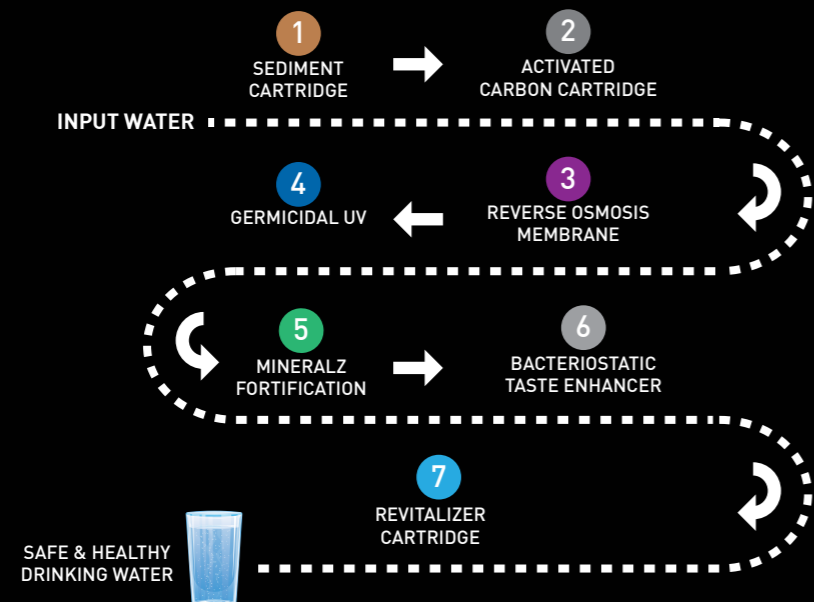 1
SEDIMENT
CARTRIDGE
2
ACTIVATED
CARBON CARTRIDGE
INPUT WATER
3
REVERSE OSMOSIS
MEMBRANE
4
GERMICIDAL UV
5
MINERALZ
FORTIFICATION
6
BACTERIOSTATIC
TASTE ENHANCER
7
REVITALIZER
CARTRIDGE
SAFE & HEALTHY
DRINKING WATER